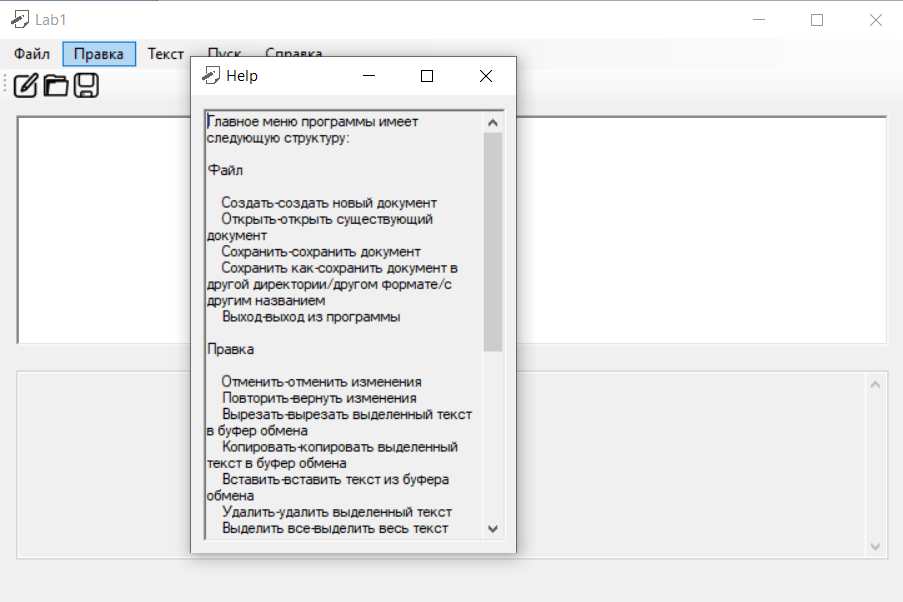 Lab1
Файл Правка Текст Пуск Справка
Help
Главное меню программы имеет
следующую структуру:
Файл
Создать-создать новый документ
Открыть-открыть существующий
документ
Сохранить-сохранить документ
Сохранить как-сохранить документ в
другой директории/другом формате/с
другим названием
Выход-выход из программы
Правка
Отменить-отменить изменения
Повторить-вернуть изменения
Вырезать-вырезать выделенный текст
в буфер обмена
Копировать-копировать выделенный
текст в буфер обмена
Вставить-вставить текст из буфера
обмена
Удалить-удалить выделенный текст
Выделить все-выделить весь текст